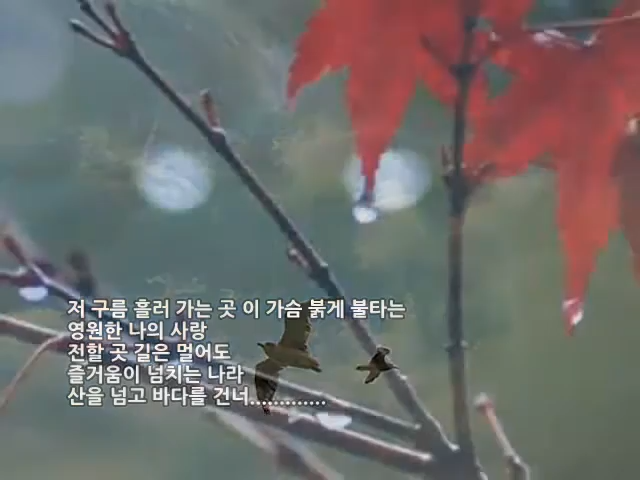 저 구름 흘러 가는 곳 이 가슴 붉게 불타는
영원한 나의 사랑
전할 곳 길은 멀어도
즐거움이 넘치는 나라
산을 넘고 바다를 건너.............